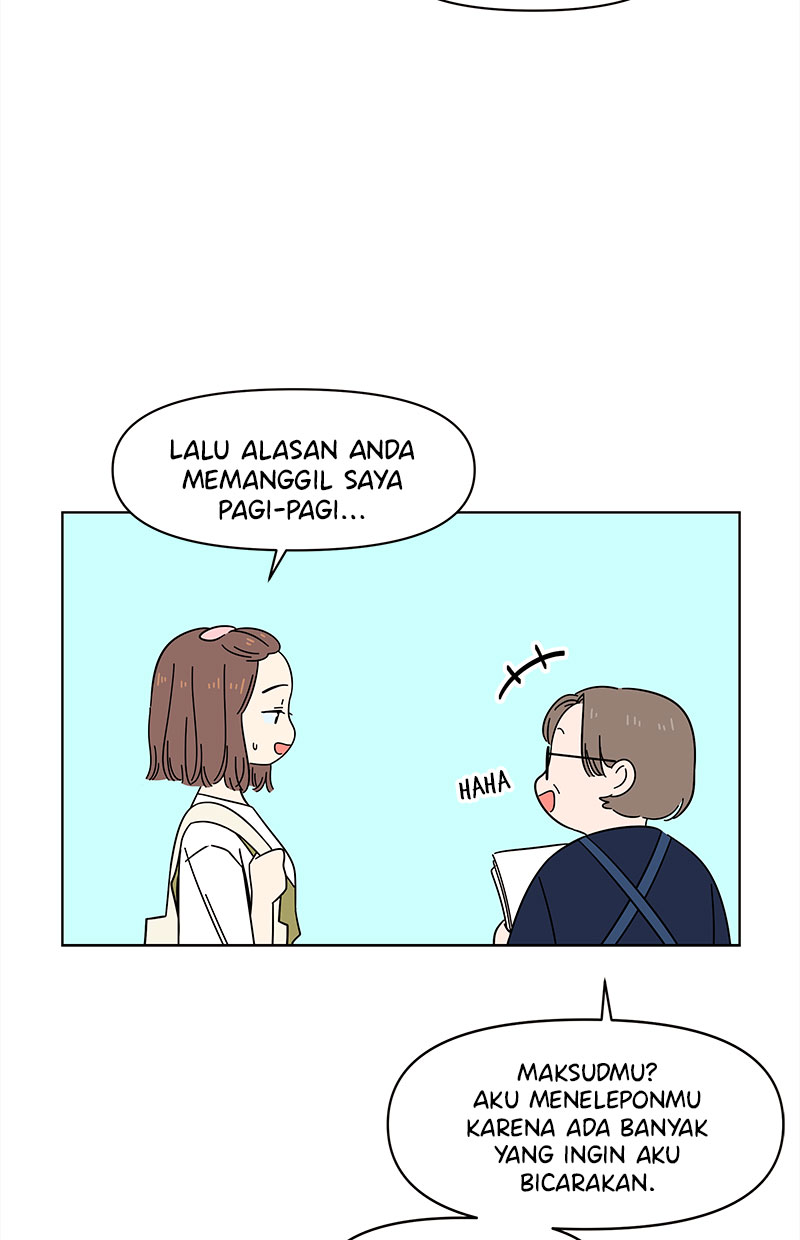 LALU ALASAN ANDA
MEMANGGIL SAYA
PAGI-PAGI...
HAHA
MAKSUDMU?
AKU MENELEPONMU
KARENA ADA BANYAK
YANG INGIN AKU
BICARAKAN.